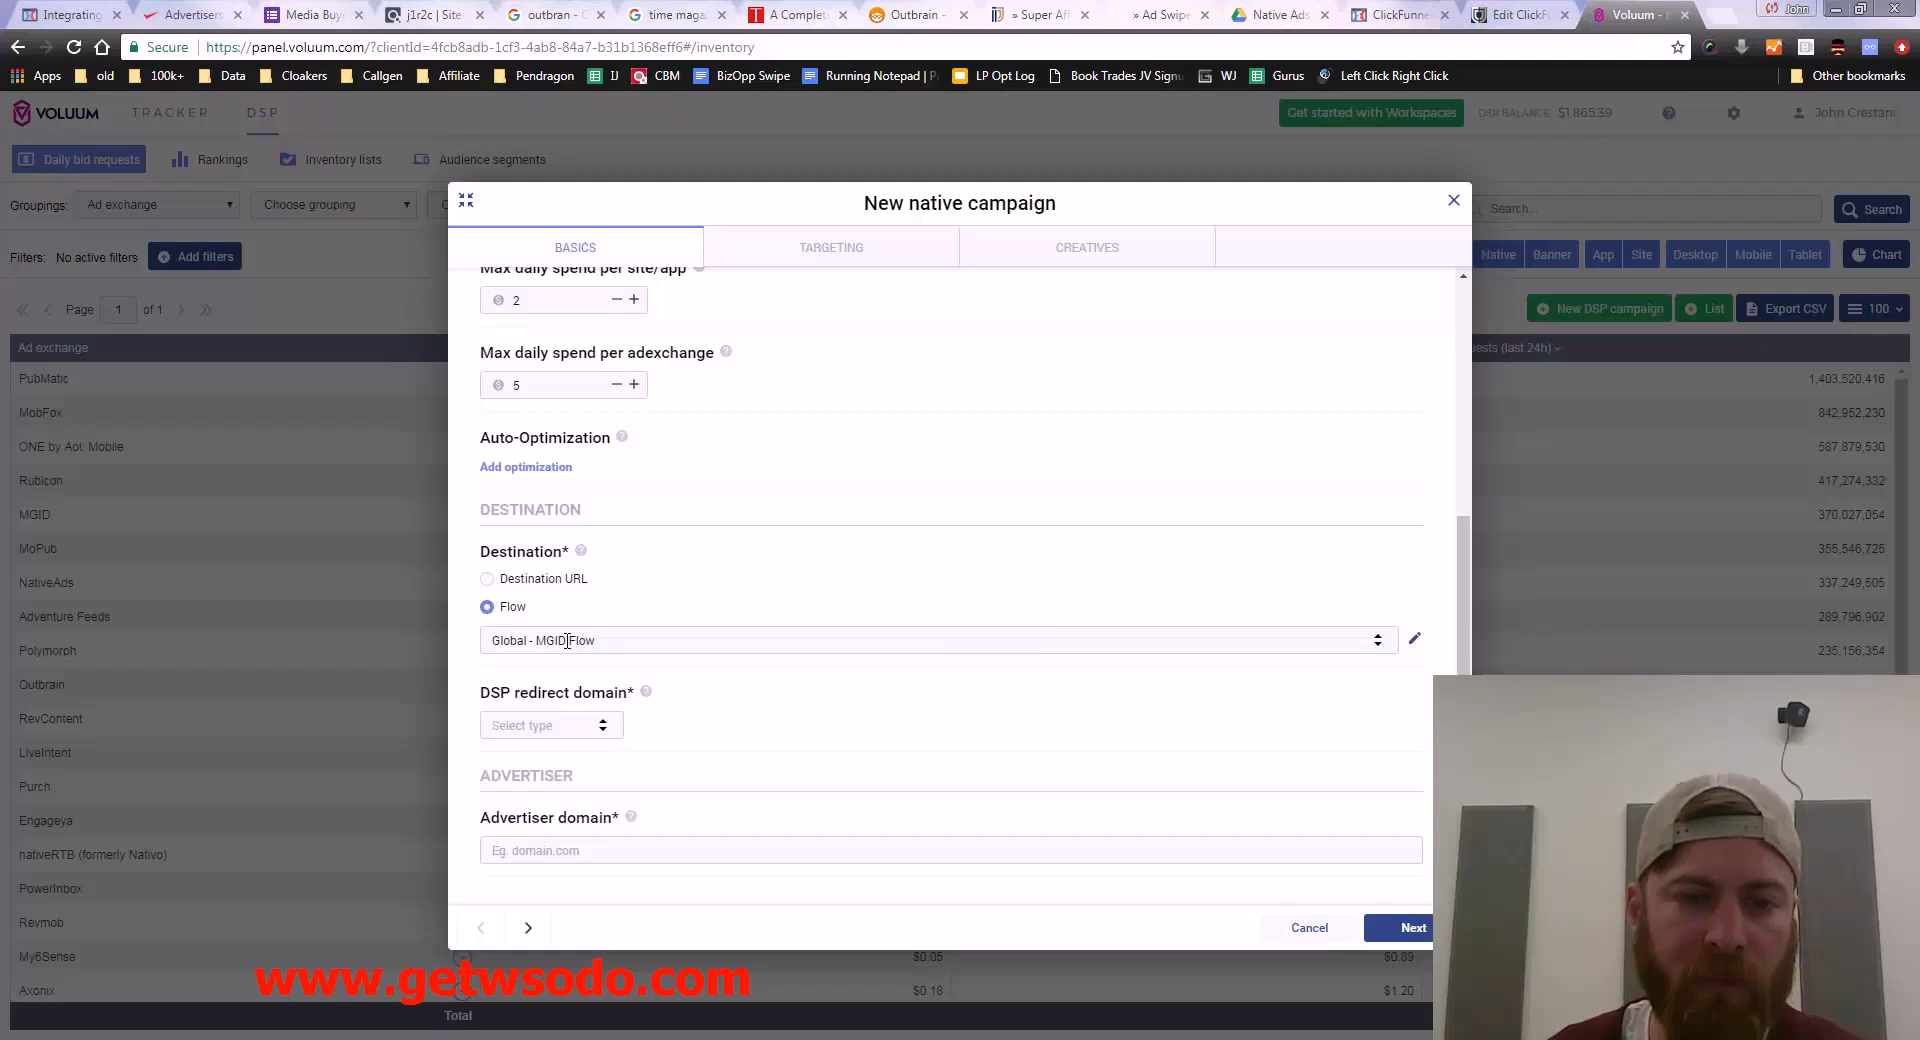 Integrating
Advertisers
Media Buy
j1r2c | Site
outbran - G
time maga
A Complet
Outbrain -
» Super Af
» Ad Swipe
Native Ads
ClickFunne
Edit ClickF
Voluum -
John
Secure
https://panel.voluum.com/?clientId=4fcb8adb-1cf3-4ab8-84a7-b31b1368eff6#/inventory
Apps old 100k+ Data Cloakers Callgen Affiliate Pendragon IJ CBM BizOpp Swipe Running Notepad | P LP Opt Log Book Trades JV Signu WJ Gurus Left Click Right Click Other bookmarks
VOLUUM TRACKER DSP Get started with Workspaces DSP BALANCE: $1,865.39 John Crestani
Daily bid requests Rankings Inventory lists Audience segments
New native campaign
Groupings: Ad exchange Choose grouping Search... Search
BASICS TARGETING CREATIVES
Filters: No active filters Add filters Native Banner App Site Desktop Mobile Tablet Chart
Max daily spend per site/app
2
Page 1 of 1 New DSP campaign List Export CSV 100
Ad exchange
Max daily spend per adexchange
ests (last 24h)
PubMatic 1,403,520,416
5
MobFox 842,952,230
Auto-Optimization
ONE by Aol: Mobile 587,879,530
Add optimization
Rubicon 417,274,332
DESTINATION
MGID 370,027,054
Destination*
MoPub 355,546,725
Destination URL
NativeAds 337,249,505
Flow
Adventure Feeds 289,796,902
Global - MGID Flow
Polymorph 235,156,354
DSP redirect domain*
Outbrain
Select type
RevContent
LiveIntent
ADVERTISER
Purch
Advertiser domain*
Engageya
Eg. domain.com
nativeRTB (formerly Nativo)
PowerInbox
Revmob
Cancel Next
My6Sense $0.05 $0.89
www.getwsodo.com
Axonix $0.18 $1.20
Total